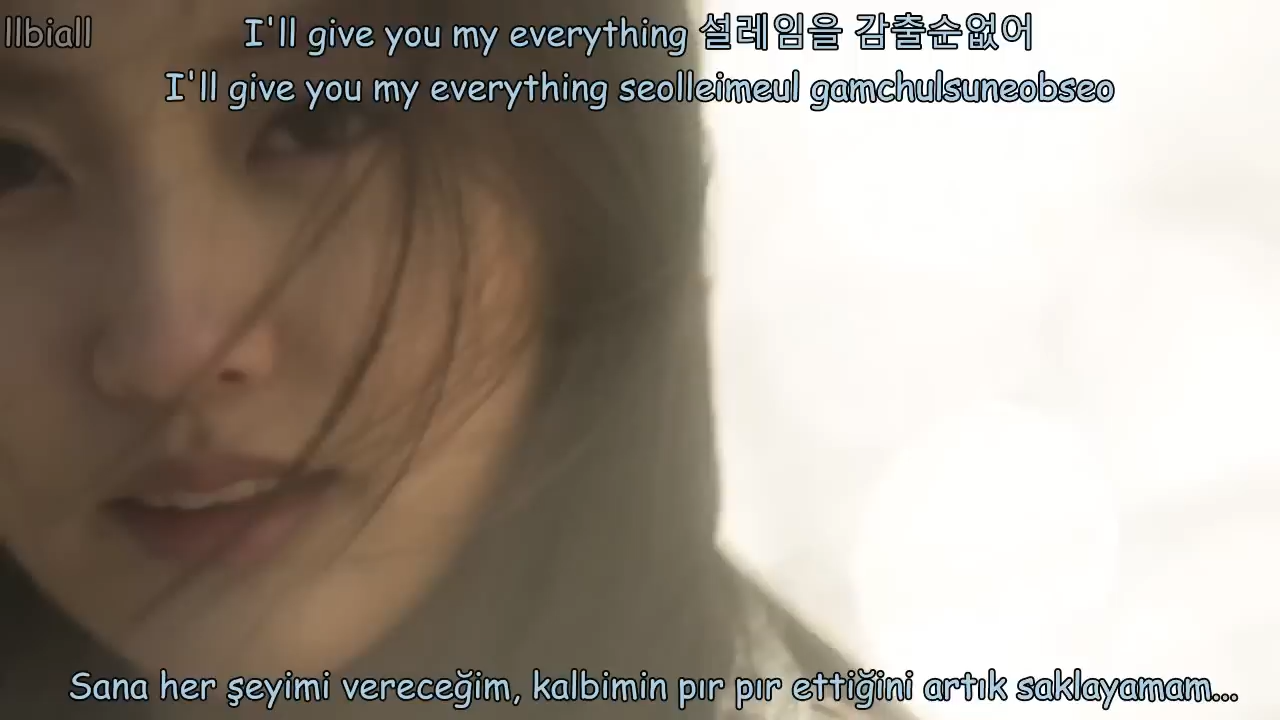 llbiall
I'll give you my everything 설레임을 감출순없어
I'll give you my everything seolleimeul gamchulsuneobseo
Sana her şeyimi vereceğim, kalbimin pır pır ettiğini artık saklayamam...